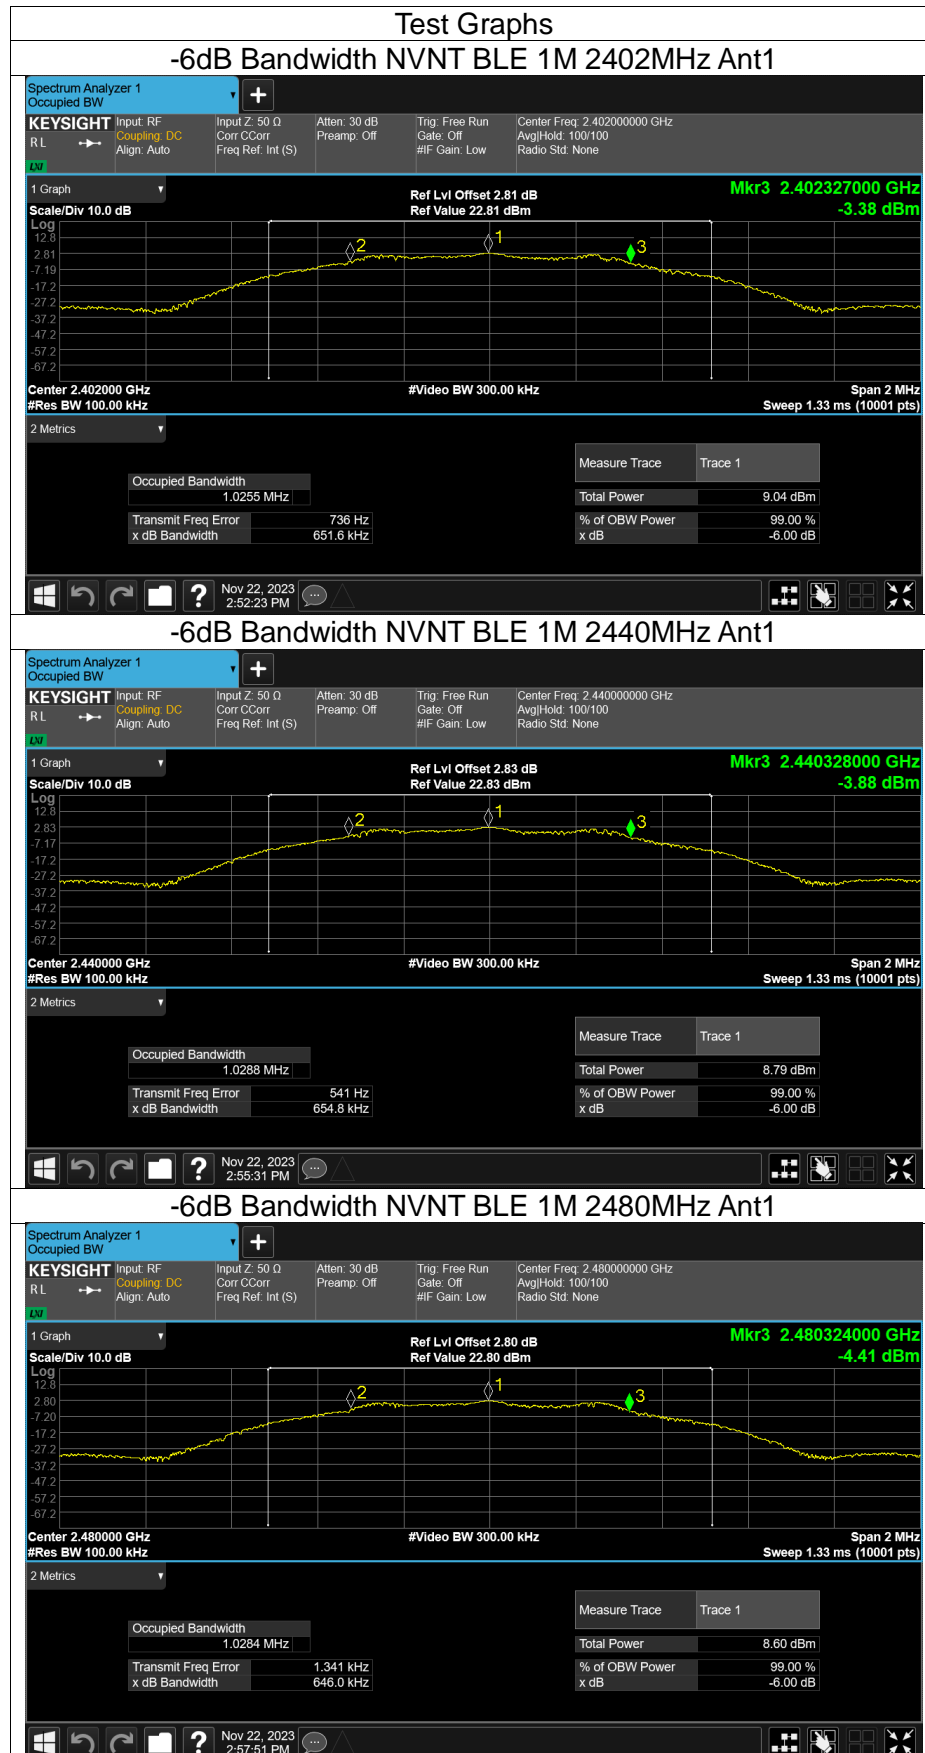 Test Graphs
-6dB Bandwidth NVNT BLE 1M 2402MHz Ant1
Spectrum Analyzer 1
Occupied BW
KEYSIGHT Input: RF Input Z: 50 Ω Atten: 30 dB Trig: Free Run Center Freq: 2.402000000 GHz
RL Coupling: DC Corr CCorr Preamp: Off Gate: Off Avg|Hold: 100/100
Align: Auto Freq Ref: Int (S) #IF Gain: Low Radio Std: None
LXI
1 Graph Ref Lvl Offset 2.81 dB Mkr3 2.402327000 GHz
Scale/Div 10.0 dB Ref Value 22.81 dBm -3.38 dBm
Log
12.8
2.81
-7.19
-17.2
-27.2
-37.2
-47.2
-57.2
-67.2
2 1 3
Center 2.402000 GHz #Video BW 300.00 kHz Span 2 MHz
#Res BW 100.00 kHz Sweep 1.33 ms (10001 pts)
2 Metrics
Measure Trace Trace 1
Occupied Bandwidth
1.0255 MHz Total Power 9.04 dBm
Transmit Freq Error 736 Hz % of OBW Power 99.00 %
x dB Bandwidth 651.6 kHz x dB -6.00 dB
? Nov 22, 2023
2:52:23 PM
-6dB Bandwidth NVNT BLE 1M 2440MHz Ant1
Spectrum Analyzer 1
Occupied BW
KEYSIGHT Input: RF Input Z: 50 Ω Atten: 30 dB Trig: Free Run Center Freq: 2.440000000 GHz
RL Coupling: DC Corr CCorr Preamp: Off Gate: Off Avg|Hold: 100/100
Align: Auto Freq Ref: Int (S) #IF Gain: Low Radio Std: None
LXI
1 Graph Ref Lvl Offset 2.83 dB Mkr3 2.440328000 GHz
Scale/Div 10.0 dB Ref Value 22.83 dBm -3.88 dBm
Log
12.8
2.83
-7.17
-17.2
-27.2
-37.2
-47.2
-57.2
-67.2
2 1 3
Center 2.440000 GHz #Video BW 300.00 kHz Span 2 MHz
#Res BW 100.00 kHz Sweep 1.33 ms (10001 pts)
2 Metrics
Measure Trace Trace 1
Occupied Bandwidth
1.0288 MHz Total Power 8.79 dBm
Transmit Freq Error 541 Hz % of OBW Power 99.00 %
x dB Bandwidth 654.8 kHz x dB -6.00 dB
? Nov 22, 2023
2:55:31 PM
-6dB Bandwidth NVNT BLE 1M 2480MHz Ant1
Spectrum Analyzer 1
Occupied BW
KEYSIGHT Input: RF Input Z: 50 Ω Atten: 30 dB Trig: Free Run Center Freq: 2.480000000 GHz
RL Coupling: DC Corr CCorr Preamp: Off Gate: Off Avg|Hold: 100/100
Align: Auto Freq Ref: Int (S) #IF Gain: Low Radio Std: None
LXI
1 Graph Ref Lvl Offset 2.80 dB Mkr3 2.480324000 GHz
Scale/Div 10.0 dB Ref Value 22.80 dBm -4.41 dBm
Log
12.8
2.80
-7.20
-17.2
-27.2
-37.2
-47.2
-57.2
-67.2
2 1 3
Center 2.480000 GHz #Video BW 300.00 kHz Span 2 MHz
#Res BW 100.00 kHz Sweep 1.33 ms (10001 pts)
2 Metrics
Measure Trace Trace 1
Occupied Bandwidth
1.0284 MHz Total Power 8.60 dBm
Transmit Freq Error 1.341 kHz % of OBW Power 99.00 %
x dB Bandwidth 646.0 kHz x dB -6.00 dB
? Nov 22, 2023
2:57:51 PM